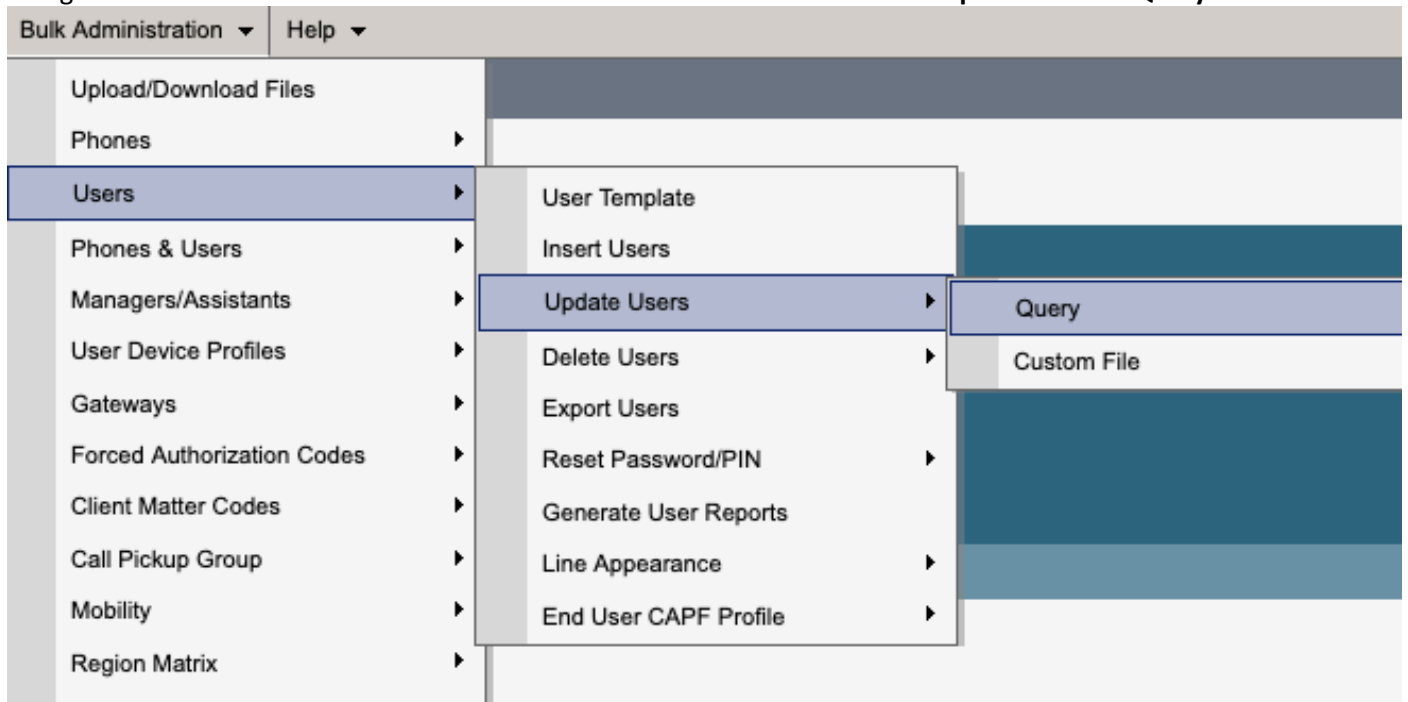 Bulk Administration Help
Upload/Download Files
Phones
Users
Phones & Users
Managers/Assistants
User Device Profiles
Gateways
Forced Authorization Codes
Client Matter Codes
Call Pickup Group
Mobility
Region Matrix
User Template
Insert Users
Update Users
Delete Users
Export Users
Reset Password/PIN
Generate User Reports
Line Appearance
End User CAPF Profile
Query
Custom File